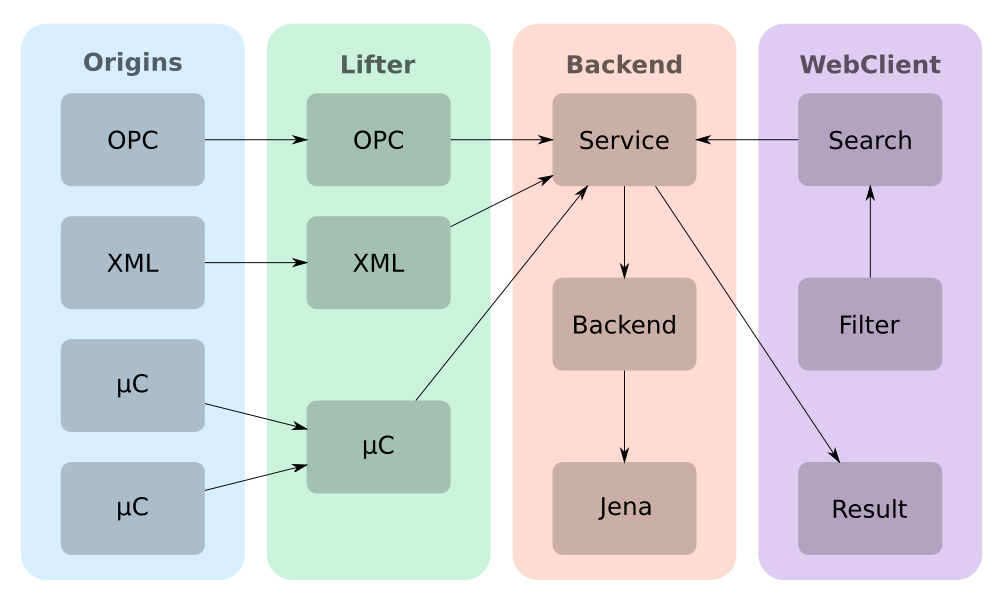 Origins
OPC
XML
µC
µC
Lifter
OPC
XML
µC
Backend
Service
Backend
Jena
WebClient
Search
Filter
Result